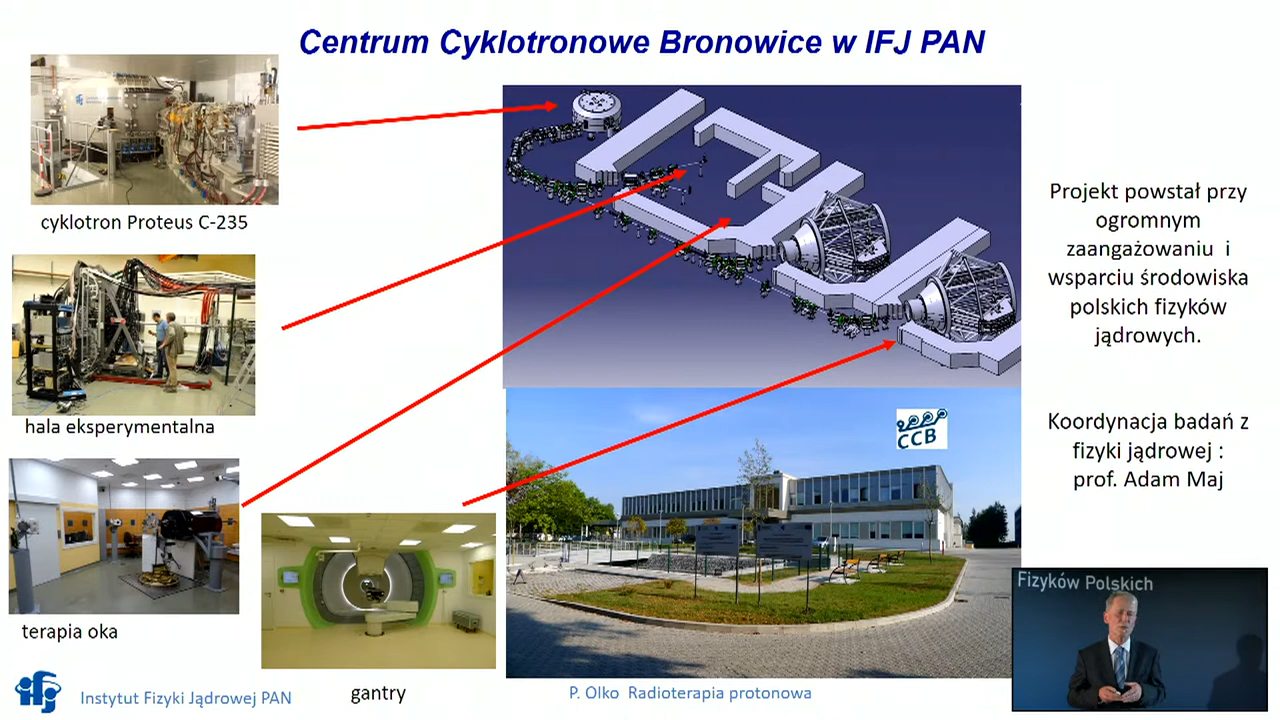 Centrum Cyklotronowe Bronowice w IFJ PAN
cyklotron Proteus C-235
hala eksperymentalna
terapia oka
gantry
Projekt powstał przy
ogromnym
zaangażowaniu i
wsparciu środowiska
polskich fizyków
jądrowych.
Koordynacja badań z
fizyki jądrowej :
prof. Adam Maj
CCB
Fizyków Polskich
ifj
Instytut Fizyki Jądrowej PAN
P. Olko Radioterapia protonowa